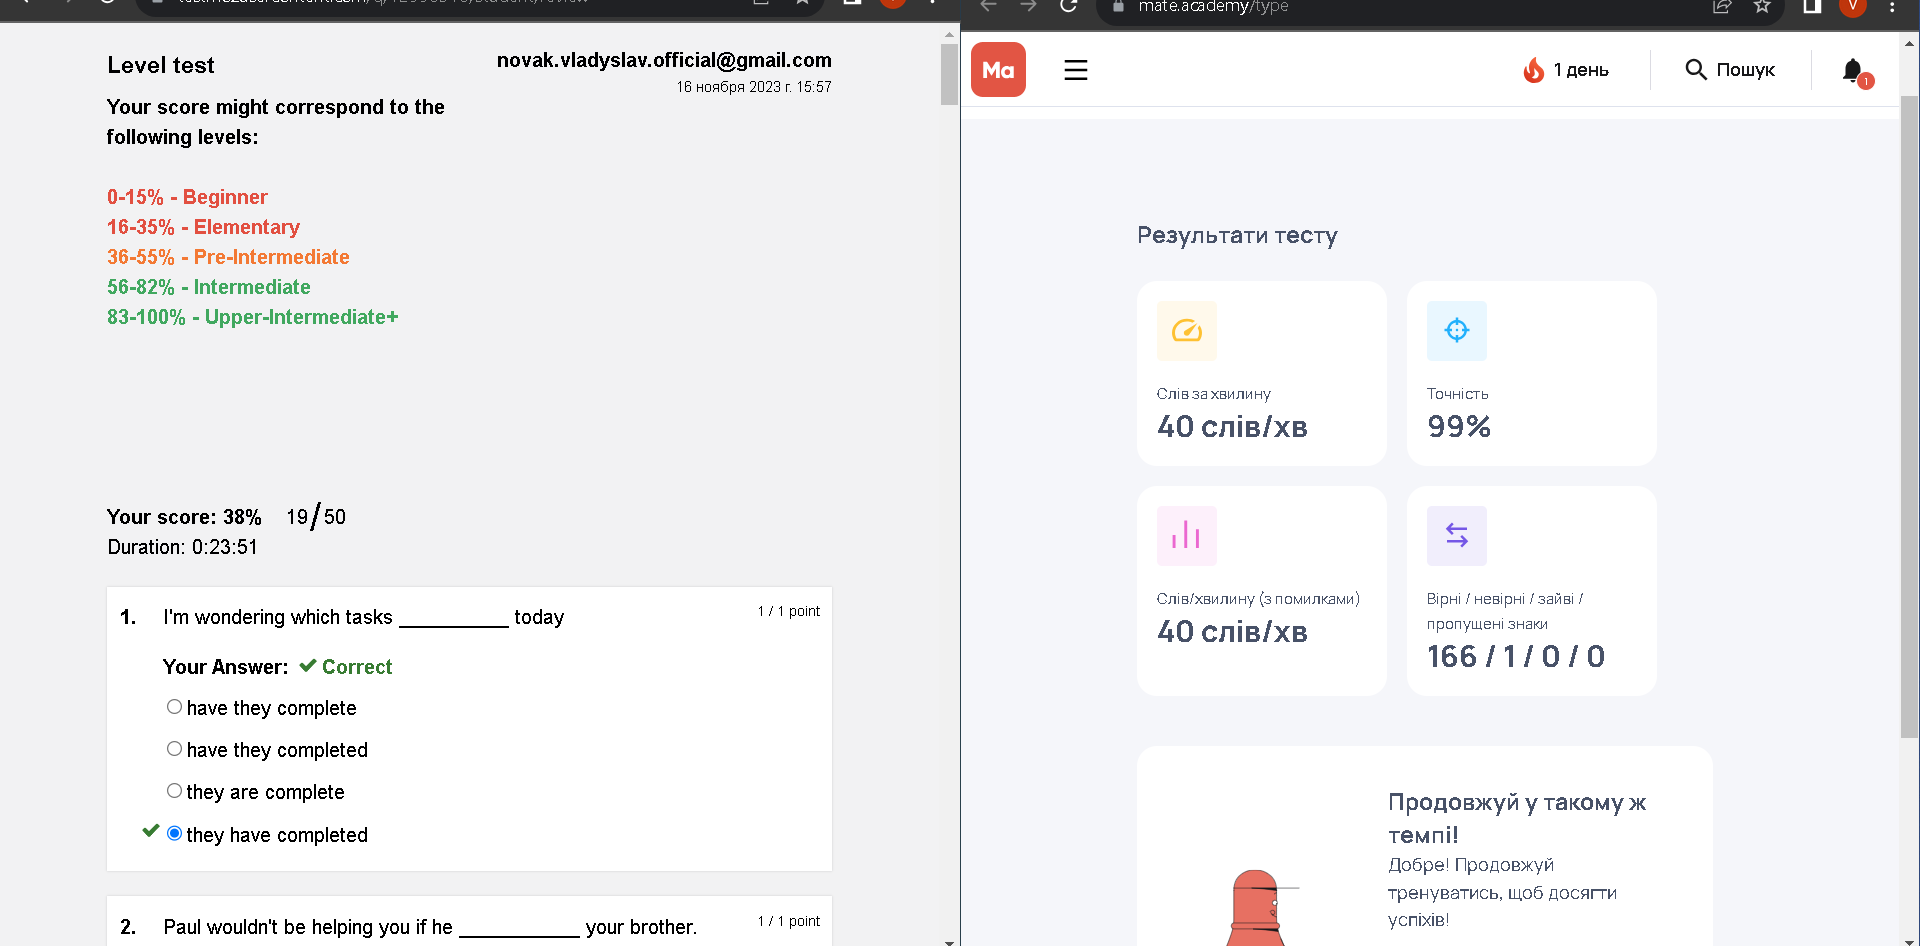 Level test
novak.vladyslav.official@gmail.com
16 ноября 2023 г. 15:57
Your score might correspond to the
following levels:
0-15% - Beginner
16-35% - Elementary
36-55% - Pre-Intermediate
56-82% - Intermediate
83-100% - Upper-Intermediate+
Your score: 38% 19/50
Duration: 0:23:51
1. I'm wondering which tasks __________ today 1 / 1 point
Your Answer: Correct
have they complete
have they completed
they are complete
they have completed
2. Paul wouldn't be helping you if he ___________ your brother. 1 / 1 point
mate.academy/type
V
Ma
1 день
Пошук
1
Результати тесту
Слів за хвилину
40 слів/хв
Точність
99%
Слів/хвилину (з помилками)
40 слів/хв
Вірні / невірні / зайві /
пропущені знаки
166 / 1 / 0 / 0
Продовжуй у такому ж
темпі!
Добре! Продовжуй
тренуватись, щоб досягти
успіхів!